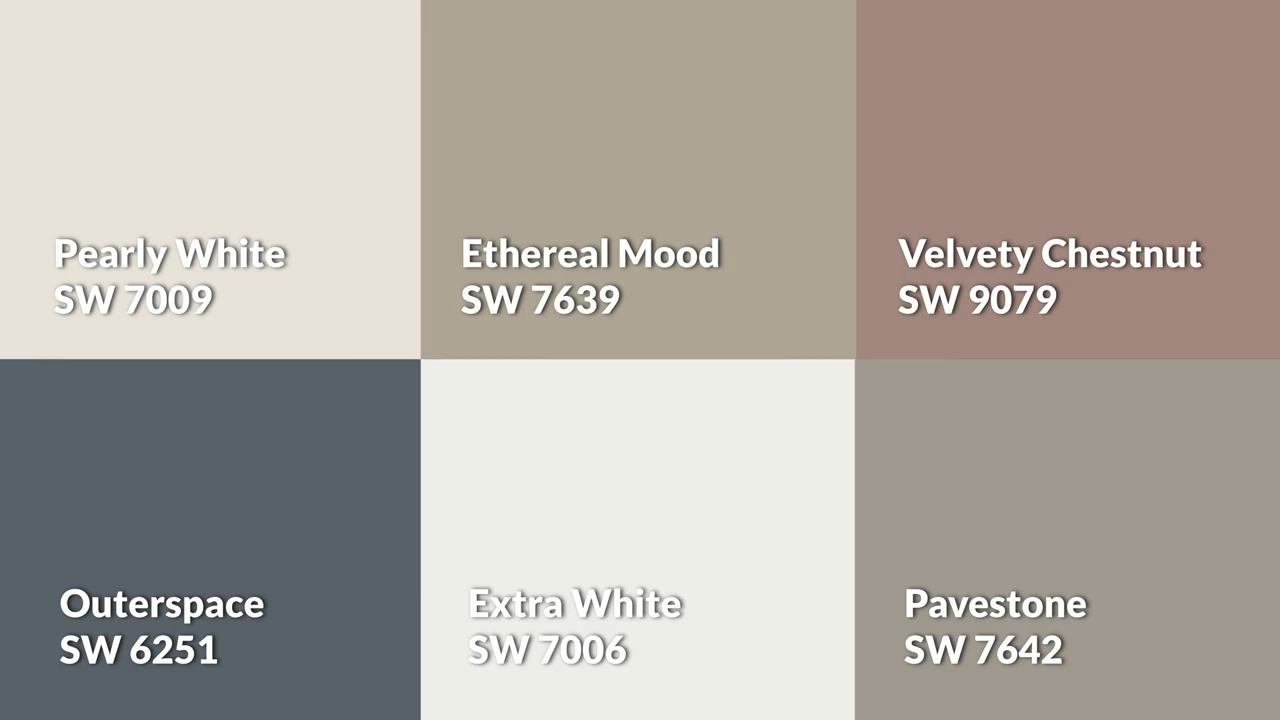 Pearly White
SW 7009
Ethereal Mood
SW 7639
Velvety Chestnut
SW 9079
Outerspace
SW 6251
Extra White
SW 7006
Pavestone
SW 7642